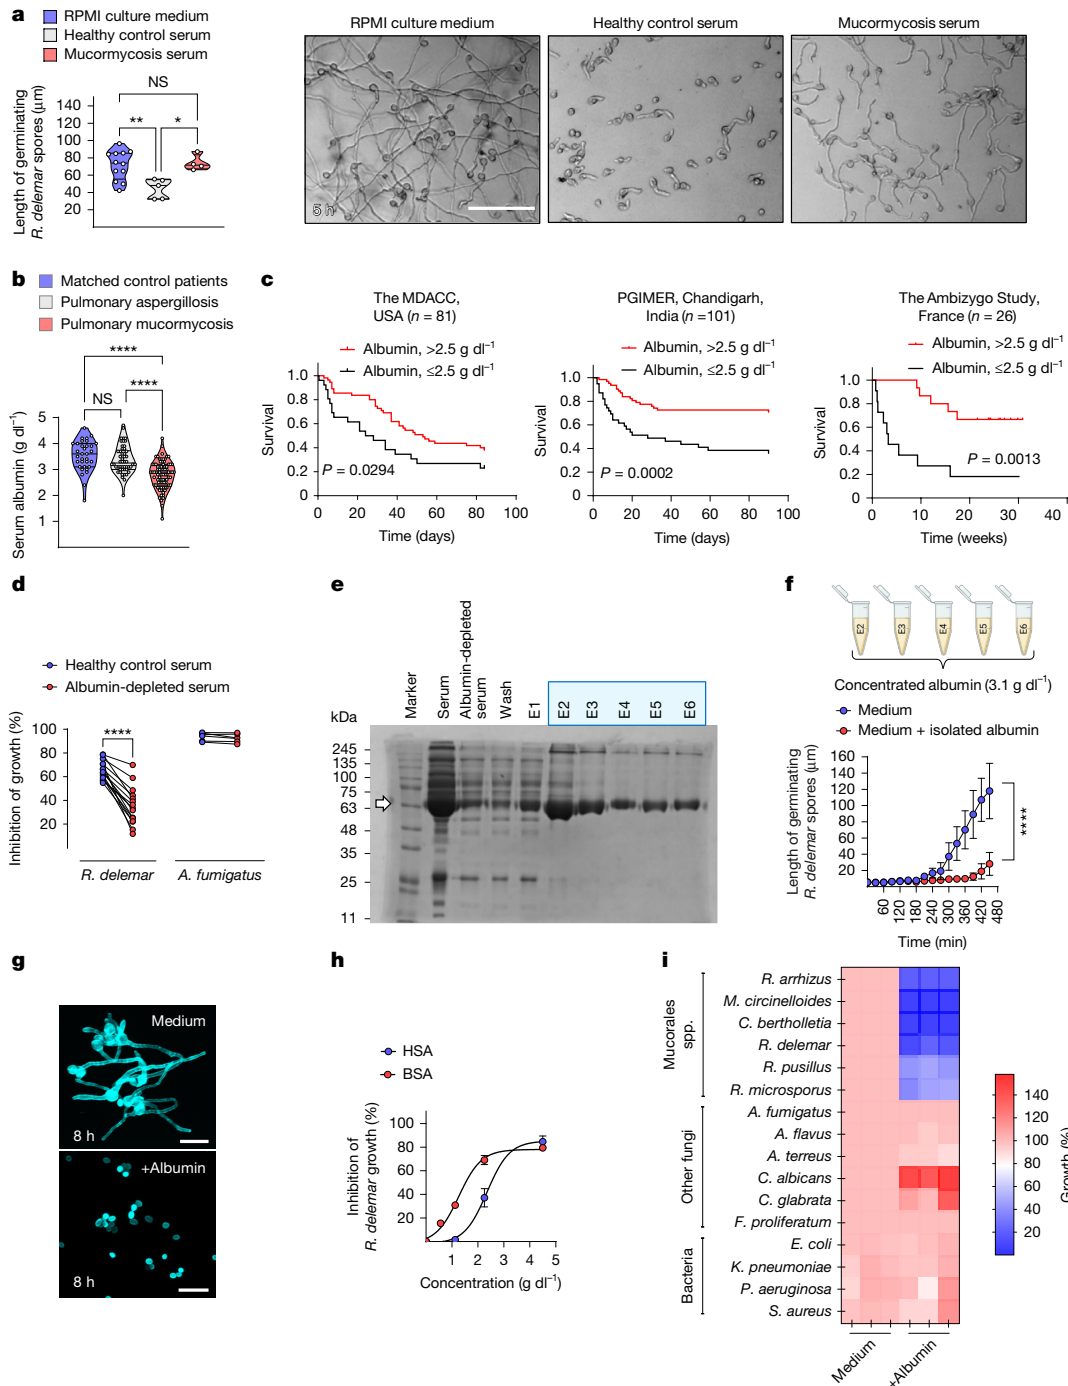 a
RPMI culture medium
Healthy control serum
Mucormycosis serum
Length of germinating
R. delemar spores (μm)
140
120
100
80
60
40
20
NS
**
*
RPMI culture medium
Healthy control serum
Mucormycosis serum
5 h
b
Matched control patients
Pulmonary aspergillosis
Pulmonary mucormycosis
Serum albumin (g dl⁻¹)
5
4
3
2
1
****
****
NS
c
The MDACC,
USA (n = 81)
Albumin, >2.5 g dl⁻¹
Albumin, ≤2.5 g dl⁻¹
Survival
1.0
0.8
0.6
0.4
0.2
0
P = 0.0294
0 20 40 60 80 100
Time (days)
PGIMER, Chandigarh,
India (n =101)
Albumin, >2.5 g dl⁻¹
Albumin, ≤2.5 g dl⁻¹
Survival
1.0
0.8
0.6
0.4
0.2
0
P = 0.0002
0 20 40 60 80 100
Time (days)
The Ambizygo Study,
France (n = 26)
Albumin, >2.5 g dl⁻¹
Albumin, ≤2.5 g dl⁻¹
Survival
1.0
0.8
0.6
0.4
0.2
0
P = 0.0013
0 10 20 30 40
Time (weeks)
d
Healthy control serum
Albumin-depleted serum
Inhibition of growth (%)
100
80
60
40
20
****
R. delemar
A. fumigatus
e
Marker
Serum
Albumin-depleted
serum
Wash
E1
E2
E3
E4
E5
E6
kDa
245
135
100
75
63
48
35
25
11
f
E2
E3
E4
E5
E6
Concentrated albumin (3.1 g dl⁻¹)
Medium
Medium + isolated albumin
Length of germinating
R. delemar spores (μm)
160
140
120
100
80
60
40
20
****
60
120
180
240
300
360
420
480
Time (min)
g
Medium
8 h
+Albumin
8 h
h
HSA
BSA
Inhibition of
R. delemar growth (%)
100
80
60
40
20
0 1 2 3 4 5
Concentration (g dl⁻¹)
i
Mucorales
spp.
R. arrhizus
M. circinelloides
C. bertholletia
R. delemar
R. pusillus
R. microsporus
Other fungi
A. fumigatus
A. flavus
A. terreus
C. albicans
C. glabrata
F. proliferatum
Bacteria
E. coli
K. pneumoniae
P. aeruginosa
S. aureus
Medium
+Albumin
140
120
100
80
60
40
20
Growth (%)